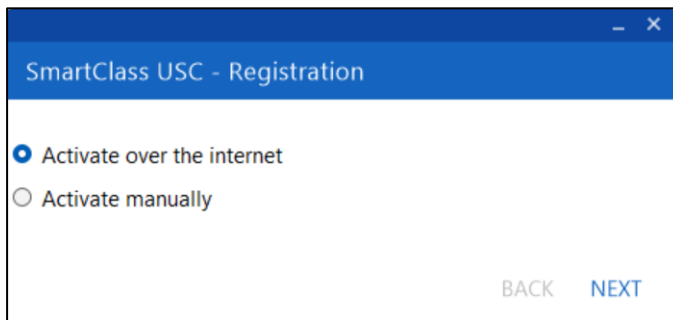 SmartClass USC - Registration
Activate over the internet
Activate manually
BACK NEXT